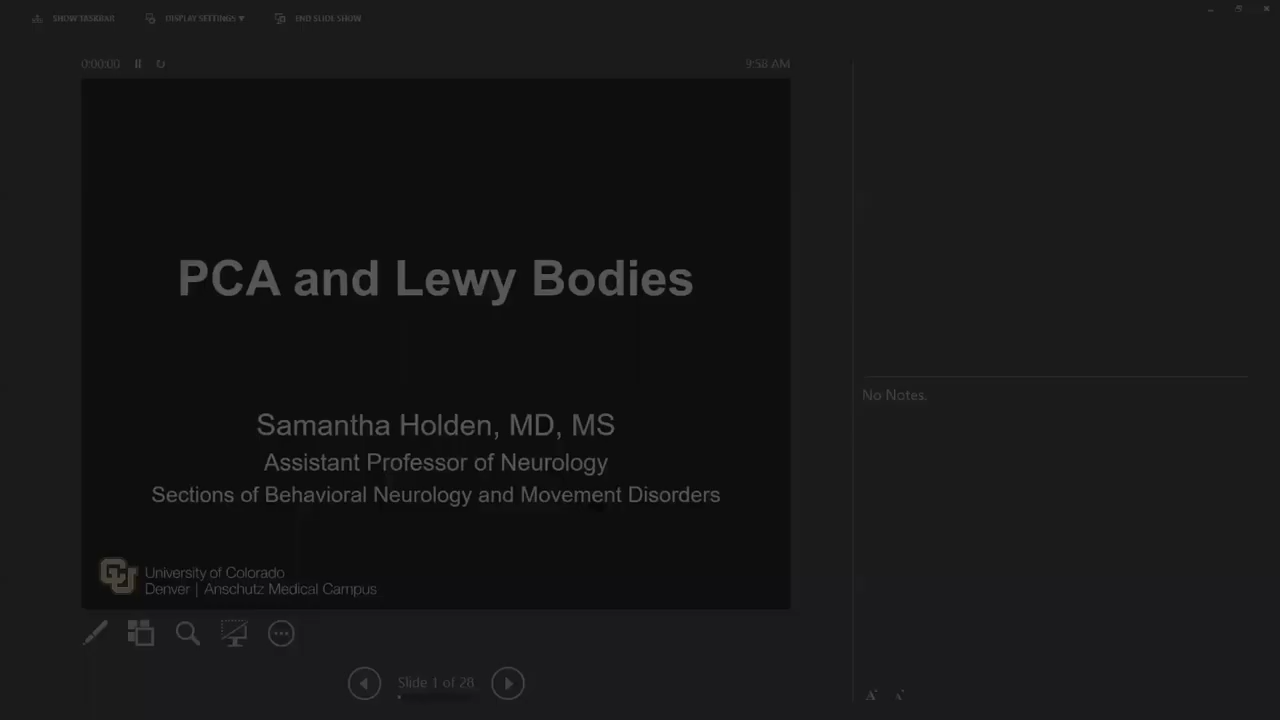 SHOW TASKBAR
DISPLAY SETTINGS ▾
END SLIDE SHOW
0:00:00
9:58 AM
PCA and Lewy Bodies
Samantha Holden, MD, MS
Assistant Professor of Neurology
Sections of Behavioral Neurology and Movement Disorders
University of Colorado
Denver | Anschutz Medical Campus
No Notes.
Slide 1 of 28